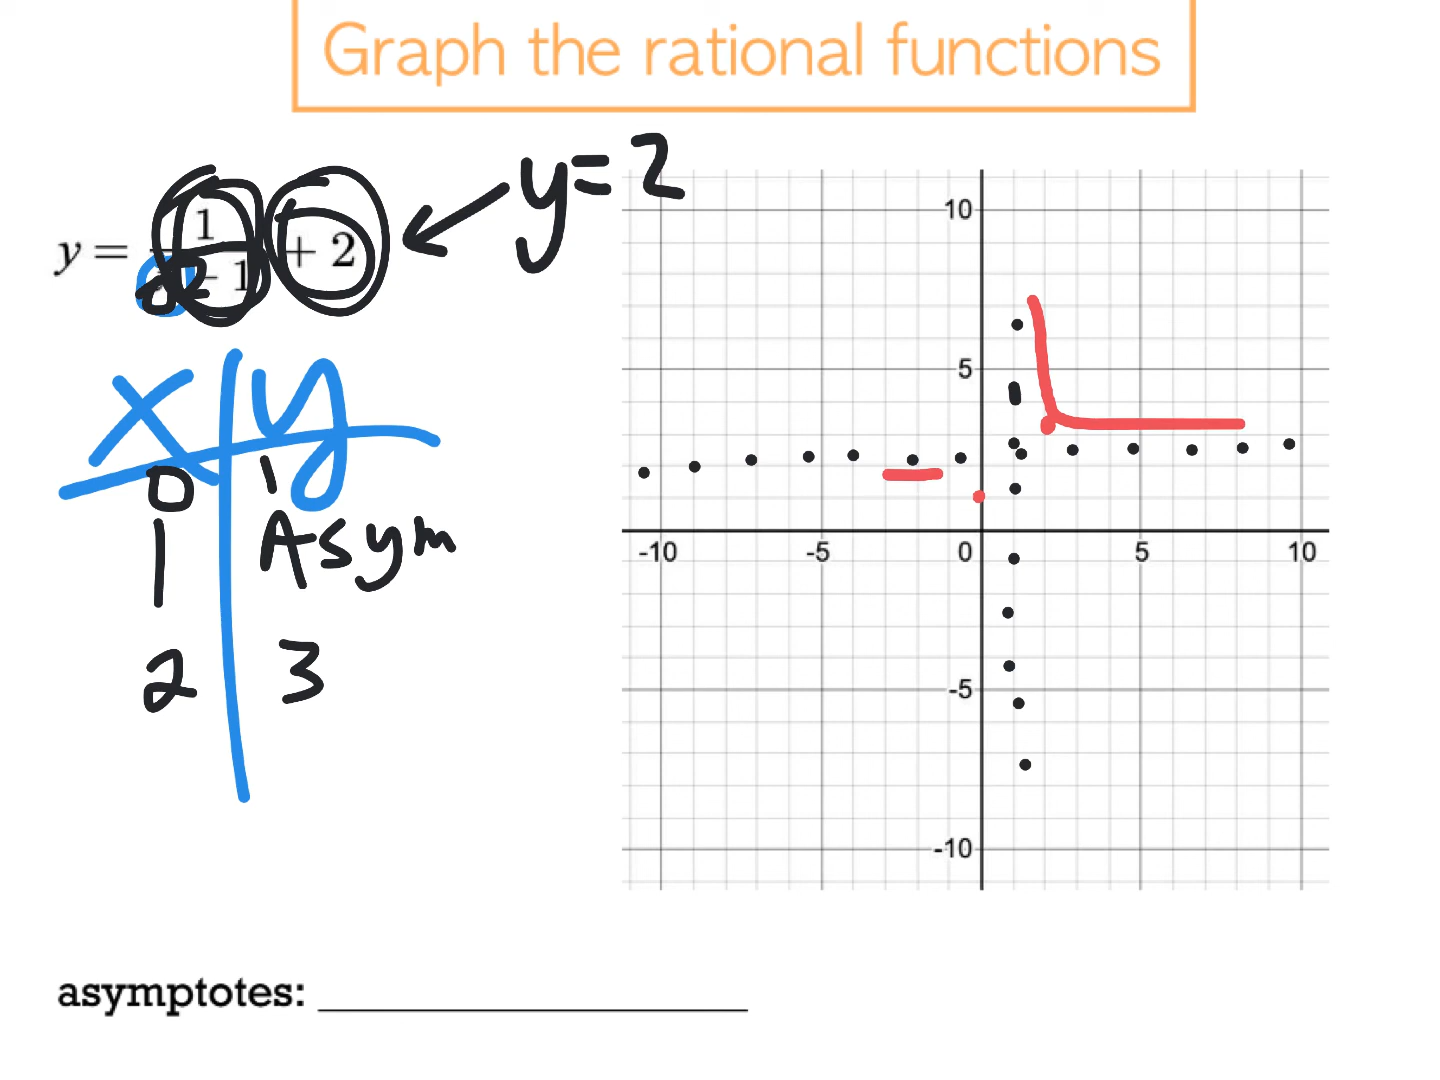 Graph the rational functions
y = 2
y = 1/x - 1 + 2
x y
0 1
1 Asym
2 3
10
5
-10 -5 0 5 10
-5
-10
asymptotes: